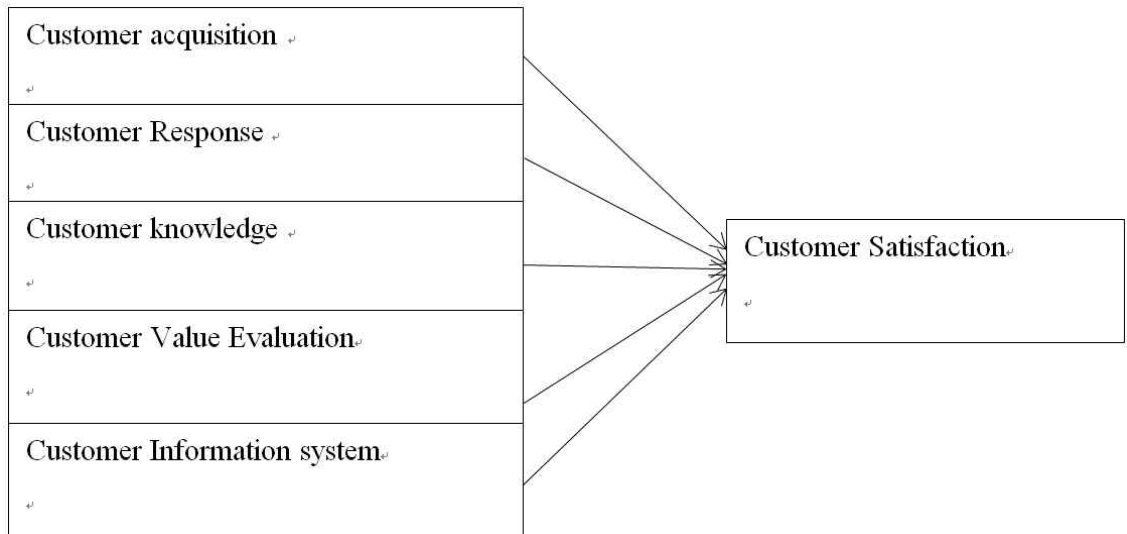 Customer acquisition
Customer Response
Customer knowledge
Customer Satisfaction
Customer Value Evaluation
Customer Information system